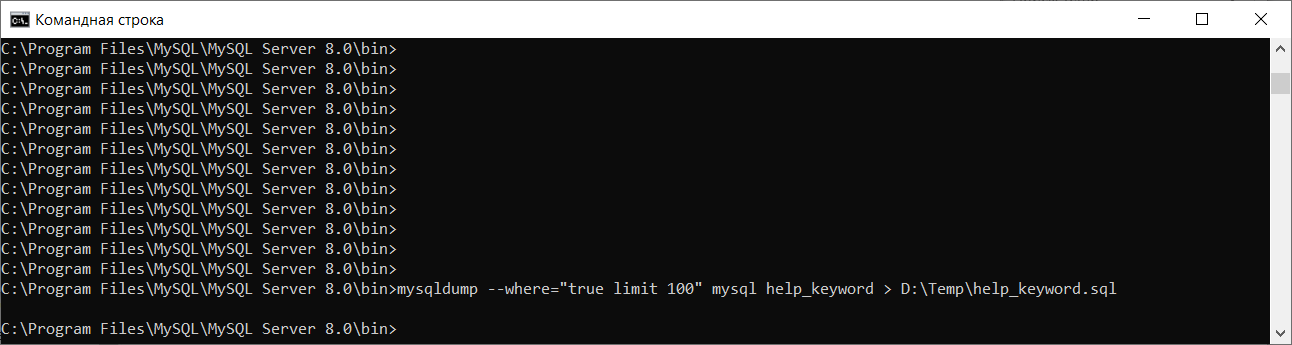 Командная строка
C:\Program Files\MySQL\MySQL Server 8.0\bin>
C:\Program Files\MySQL\MySQL Server 8.0\bin>
C:\Program Files\MySQL\MySQL Server 8.0\bin>
C:\Program Files\MySQL\MySQL Server 8.0\bin>
C:\Program Files\MySQL\MySQL Server 8.0\bin>
C:\Program Files\MySQL\MySQL Server 8.0\bin>
C:\Program Files\MySQL\MySQL Server 8.0\bin>
C:\Program Files\MySQL\MySQL Server 8.0\bin>
C:\Program Files\MySQL\MySQL Server 8.0\bin>
C:\Program Files\MySQL\MySQL Server 8.0\bin>
C:\Program Files\MySQL\MySQL Server 8.0\bin>
C:\Program Files\MySQL\MySQL Server 8.0\bin>
C:\Program Files\MySQL\MySQL Server 8.0\bin>mysqldump --where="true limit 100" mysql help_keyword > D:\Temp\help_keyword.sql
C:\Program Files\MySQL\MySQL Server 8.0\bin>